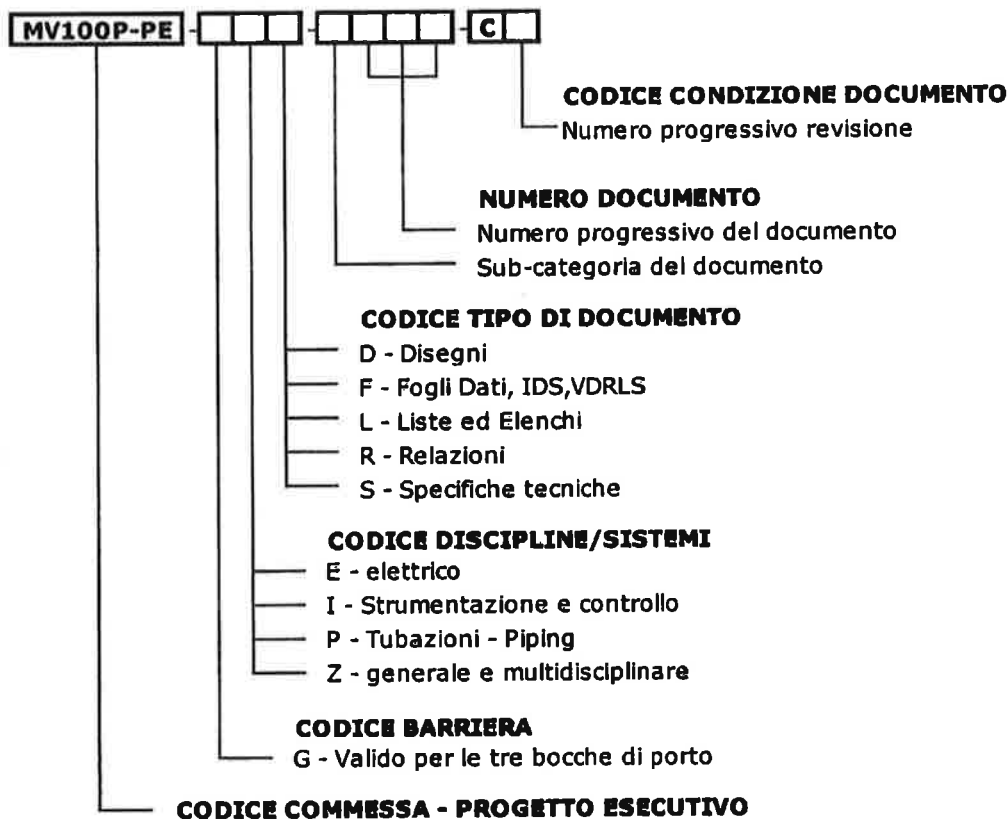 MV100P-PE - - - C
CODICE CONDIZIONE DOCUMENTO
Numero progressivo revisione
NUMERO DOCUMENTO
Numero progressivo del documento
Sub-categoria del documento
CODICE TIPO DI DOCUMENTO
D - Disegni
F - Fogli Dati, IDS,VDRLS
L - Liste ed Elenchi
R - Relazioni
S - Specifiche tecniche
CODICE DISCIPLINE/SISTEMI
E - elettrico
I - Strumentazione e controllo
P - Tubazioni - Piping
Z - generale e multidisciplinare
CODICE BARRIERA
G - Valido per le tre bocche di porto
CODICE COMMESSA - PROGETTO ESECUTIVO